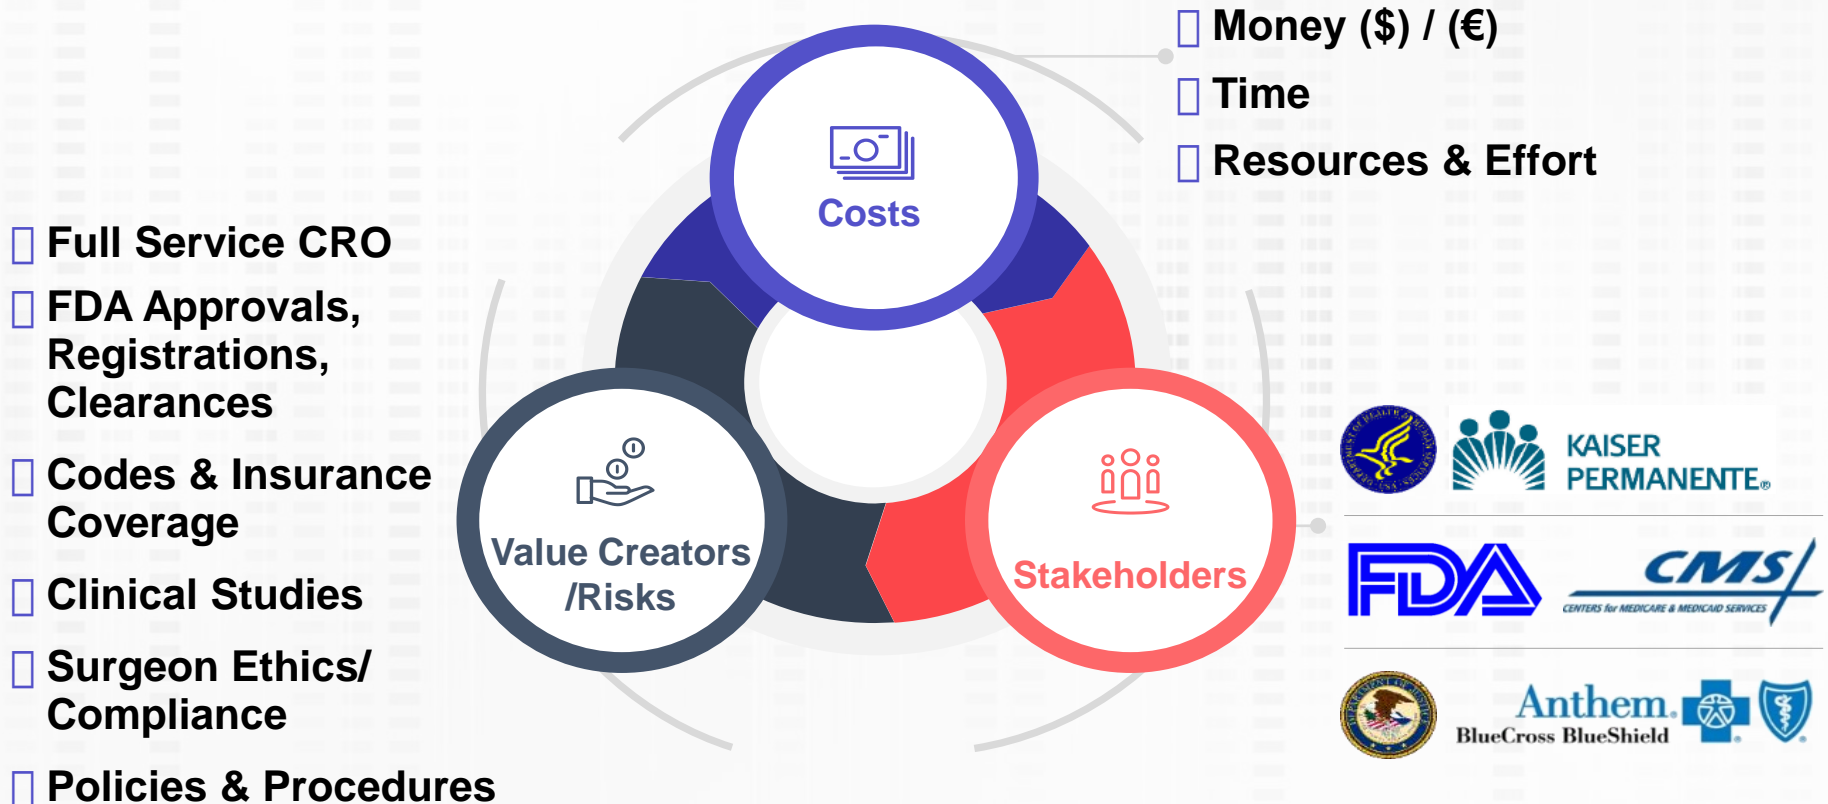 Money ($) / (€)
Time
Resources & Effort
Costs
Full Service CRO
FDA Approvals,
Registrations,
Clearances
Codes & Insurance
Coverage
Clinical Studies
Surgeon Ethics/
Compliance
Policies & Procedures
Value Creators
/Risks
Stakeholders
KAISER
PERMANENTE®
FDA
CMS
CENTERS for MEDICARE & MEDICAID SERVICES
Anthem.
BlueCross BlueShield